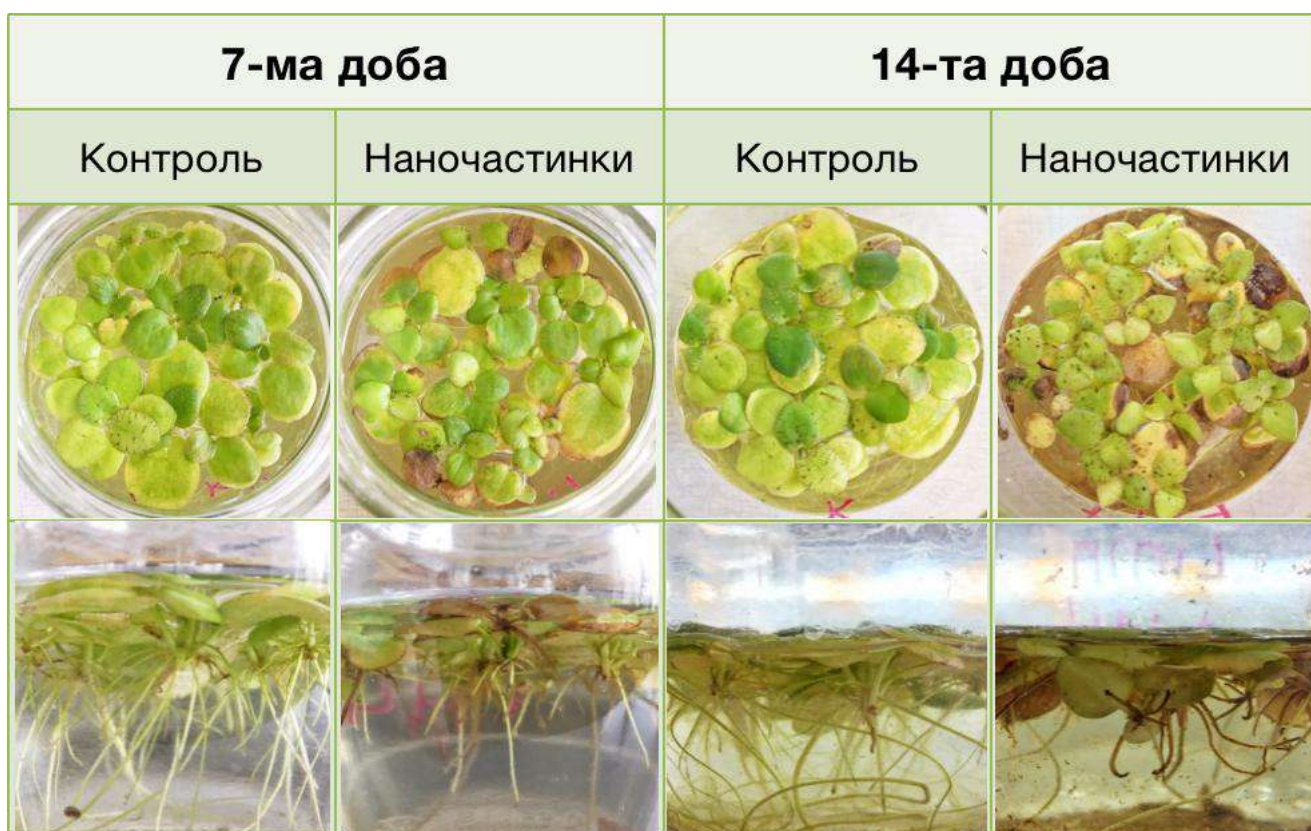 7-ма доба
14-та доба
Контроль
Наночастинки
Контроль
Наночастинки
K
K